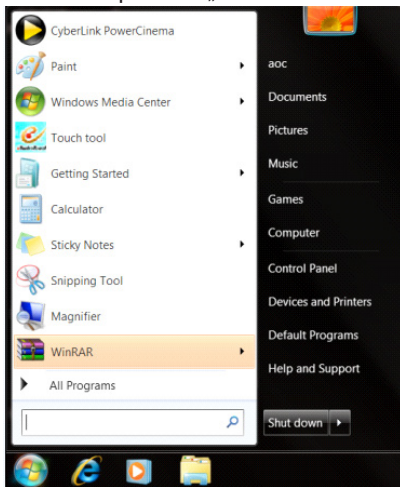 CyberLink PowerCinema
Paint
Windows Media Center
Touch tool
Getting Started
Calculator
Sticky Notes
Snipping Tool
Magnifier
WinRAR
All Programs
aoc
Documents
Pictures
Music
Games
Computer
Control Panel
Devices and Printers
Default Programs
Help and Support
Shut down